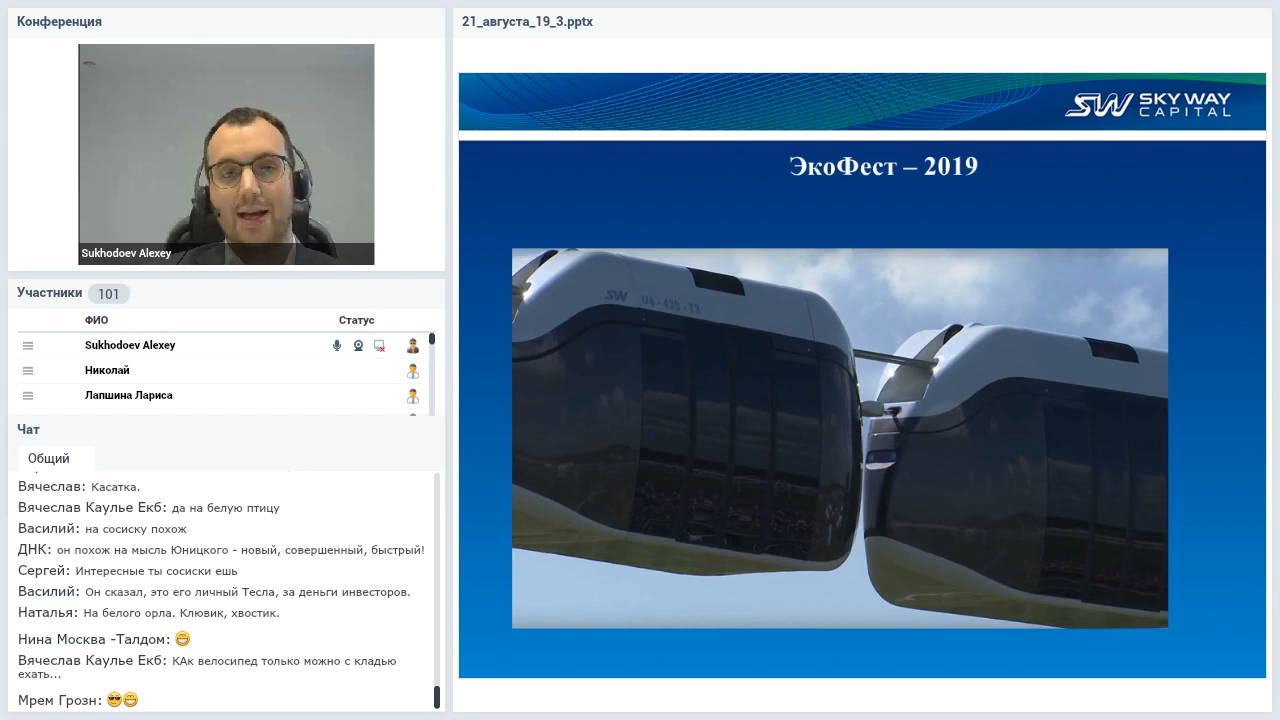 Конференция
Sukhodoev Alexey
Участники 101
ФИО Статус
Sukhodoev Alexey
Николай
Лапшина Лариса
Чат
Общий
Вячеслав: Касатка.
Вячеслав Каулье Екб: да на белую птицу
Василий: на сосиску похож
ДНК: он похож на мысль Юницкого - новый, совершенный, быстрый!
Сергей: Интересные ты сосиски ешь
Василий: Он сказал, это его личный Тесла, за деньги инвесторов.
Наталья: На белого орла. Клювик, хвостик.
Нина Москва -Талдом:
Вячеслав Каулье Екб: КАк велосипед только можно с кладью
ехать...
Мрем Грозн:
21_августа_19_3.pptx
SW SKY WAY
CAPITAL
ЭкоФест – 2019
SW U4-430-T3